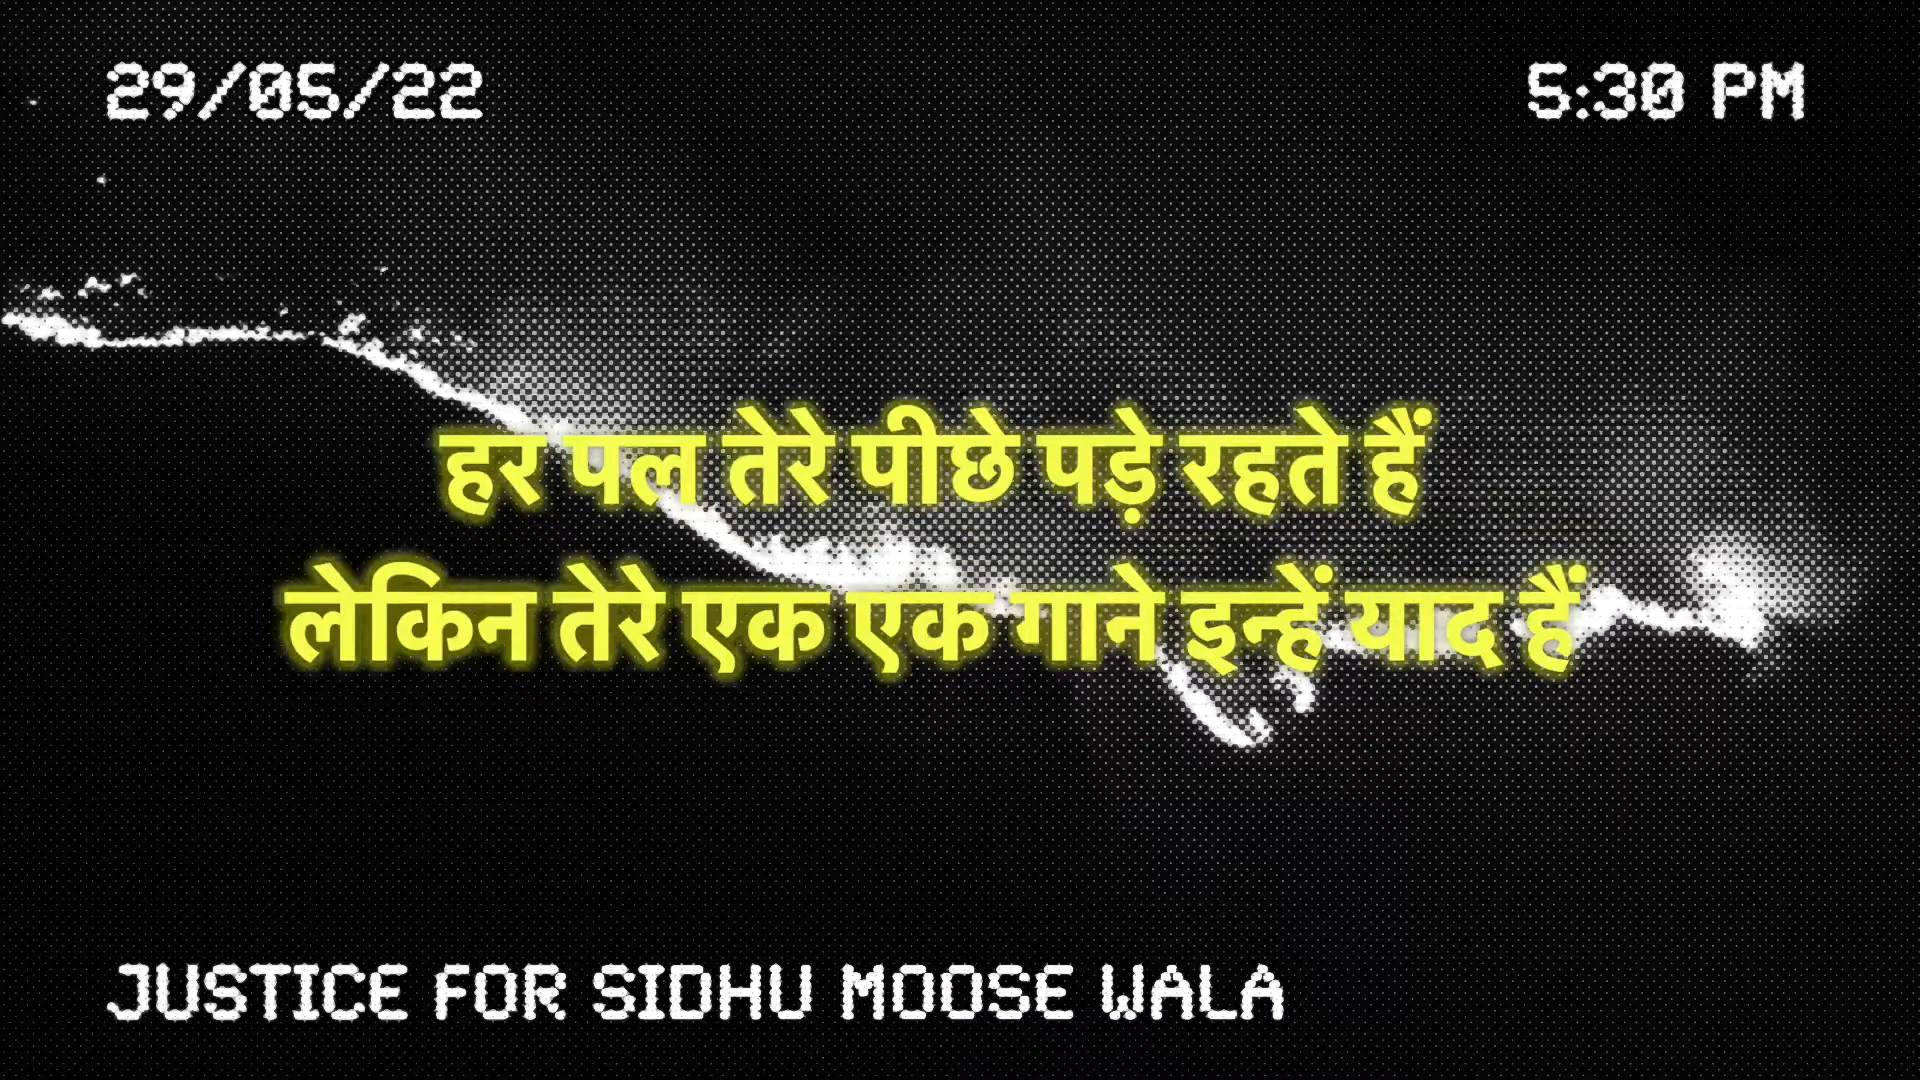 29/05/22
5:30 PM
हर पल तेरे पीछे पड़े रहते हैं
लेकिन तेरे एक एक गाने इन्हें याद हैं
JUSTICE FOR SIDHU MOOSE WALA